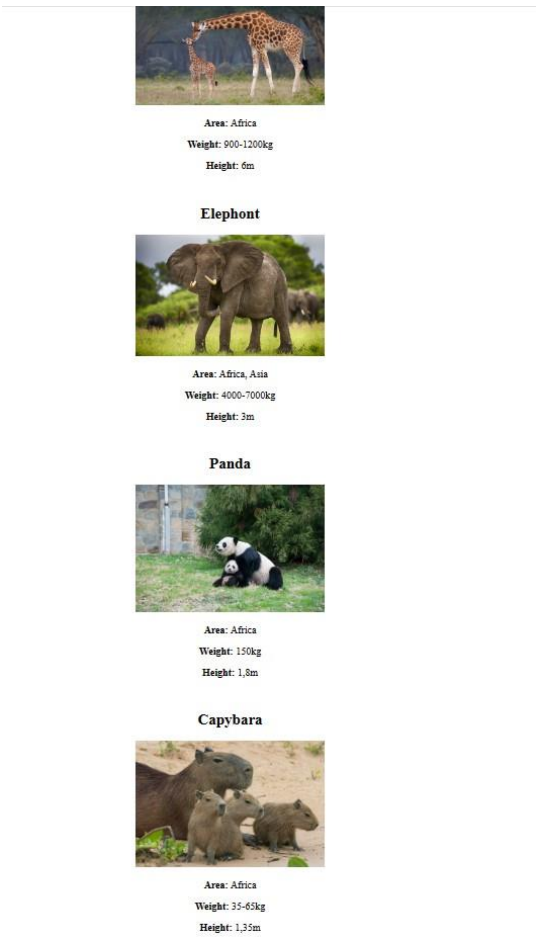 Area: Africa
Weight: 900-1200kg
Height: 6m
Elephont
Area: Africa, Asia
Weight: 4000-7000kg
Height: 3m
Panda
Area: Africa
Weight: 150kg
Height: 1,8m
Capybara
Area: Africa
Weight: 35-65kg
Height: 1,35m